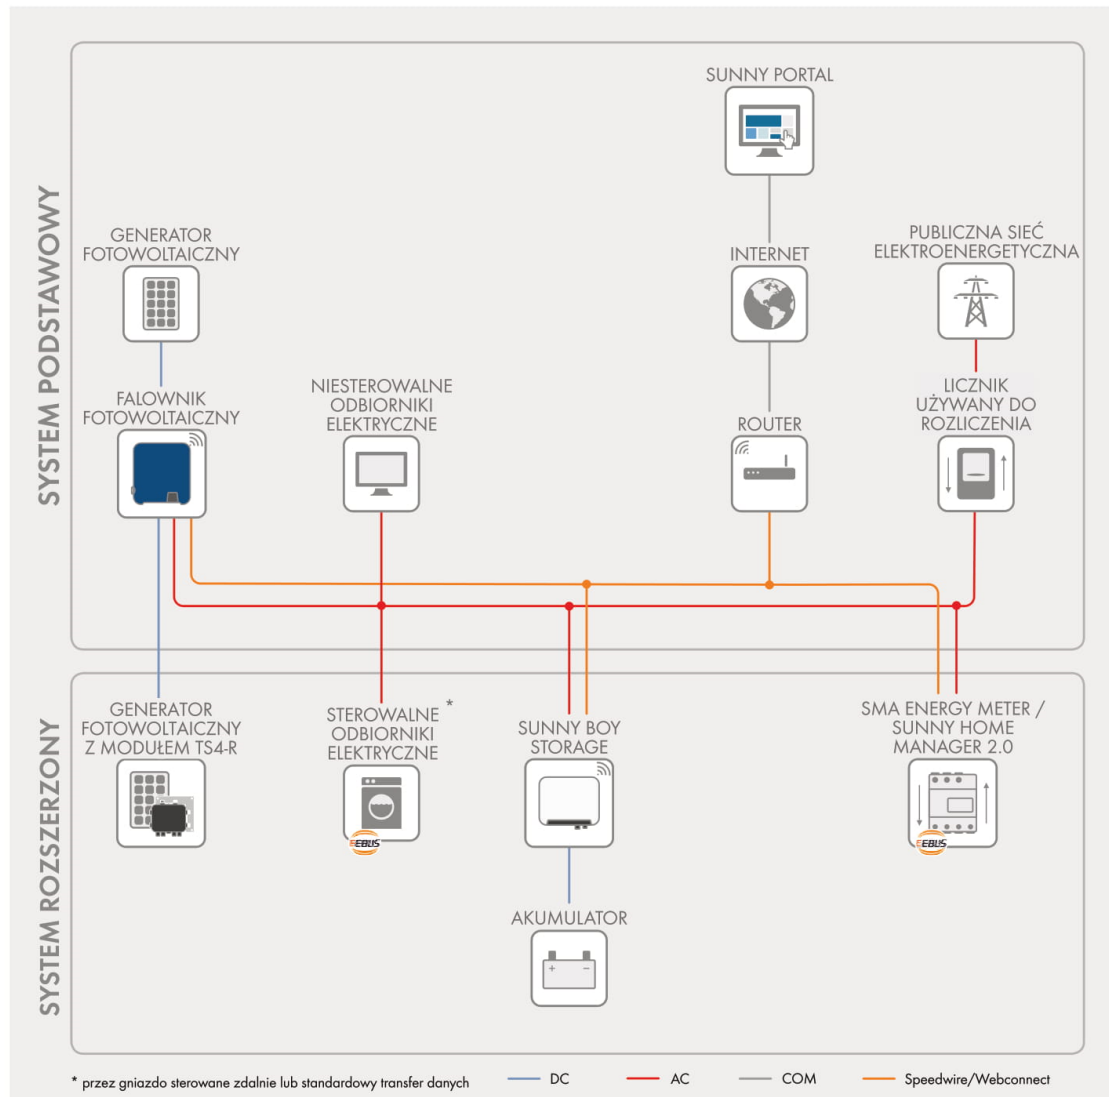 SYSTEM PODSTAWOWY
SUNNY PORTAL
GENERATOR
FOTOWOLTAICZNY
INTERNET
PUBLICZNA SIEĆ
ELEKTROENERGETYCZNA
FALOWNIK
FOTOWOLTAICZNY
NIESTEROWALNE
ODBIORNIKI
ELEKTRYCZNE
ROUTER
LICZNIK
UŻYWANY DO
ROZLICZENIA
SYSTEM ROZSZERZONY
GENERATOR
FOTOWOLTAICZNY
Z MODUŁEM TS4-R
STEROWALNE *
ODBIORNIKI
ELEKTRYCZNE
EEBUS
SUNNY BOY
STORAGE
SMA ENERGY METER /
SUNNY HOME
MANAGER 2.0
EEBUS
AKUMULATOR
+ −
* przez gniazdo sterowane zdalnie lub standardowy transfer danych
DC
AC
COM
Speedwire/Webconnect